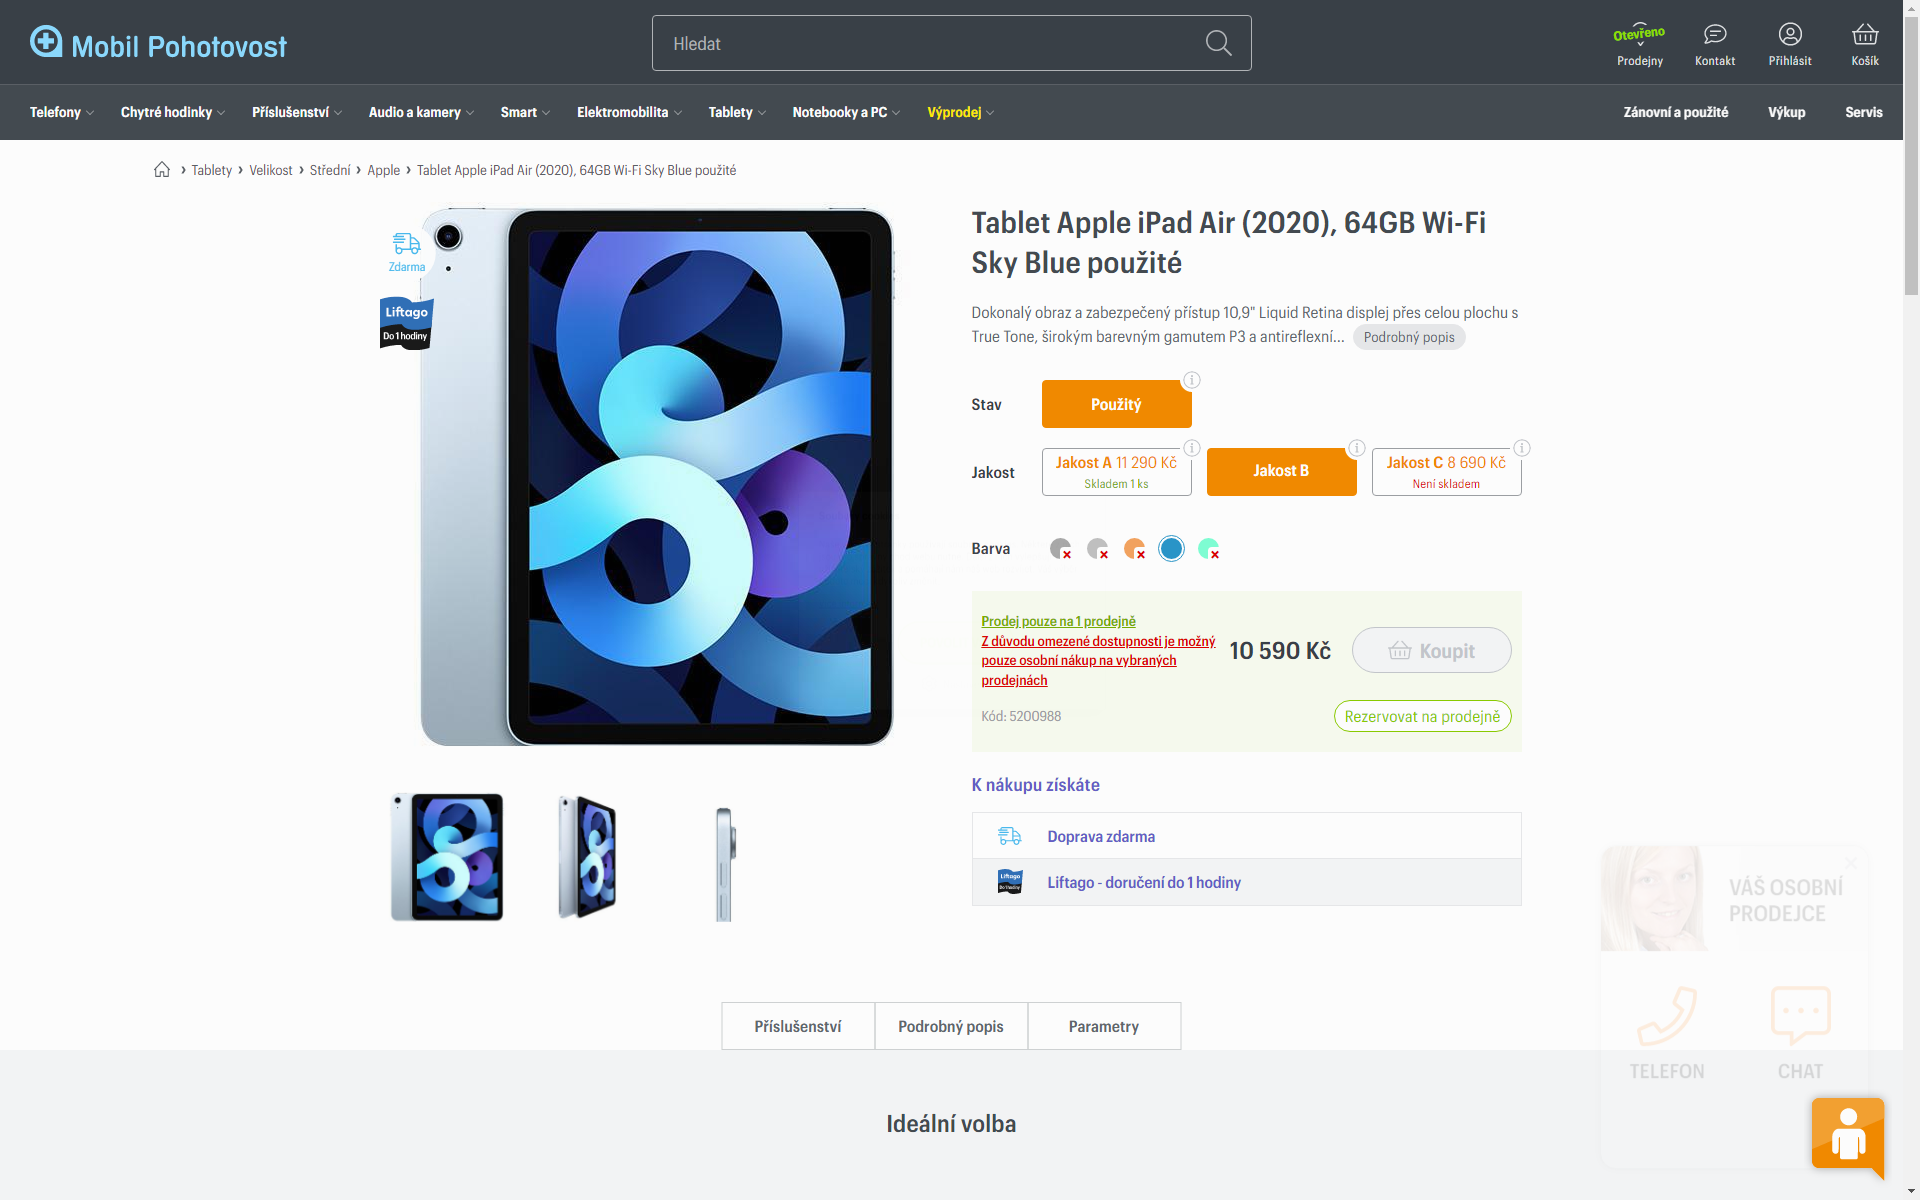 Mobil Pohotovost
Hledat
Otevřeno
Prodejny
Kontakt
Přihlásit
Košík
Telefony
Chytré hodinky
Příslušenství
Audio a kamery
Smart
Elektromobilita
Tablety
Notebooky a PC
Výprodej
Zánovní a použité
Výkup
Servis
Tablety
Velikost
Střední
Apple
Tablet Apple iPad Air (2020), 64GB Wi-Fi Sky Blue použité
Zdarma
Liftago
Do 1 hodiny
Tablet Apple iPad Air (2020), 64GB Wi-Fi
Sky Blue použité
Dokonalý obraz a zabezpečený přístup 10,9" Liquid Retina displej přes celou plochu s
True Tone, širokým barevným gamutem P3 a antireflexní...
Podrobný popis
Stav
Použitý
Jakost
Jakost A 11 290 Kč
Skladem 1 ks
Jakost B
Jakost C 8 690 Kč
Není skladem
Barva
Prodej pouze na 1 prodejně
Z důvodu omezené dostupnosti je možný
pouze osobní nákup na vybraných
prodejnách
10 590 Kč
Koupit
Kód: 5200988
Rezervovat na prodejně
K nákupu získáte
Doprava zdarma
Liftago
Do 1 hodiny
Liftago - doručení do 1 hodiny
VÁŠ OSOBNÍ
PRODEJCE
TELEFON
CHAT
Příslušenství
Podrobný popis
Parametry
Ideální volba